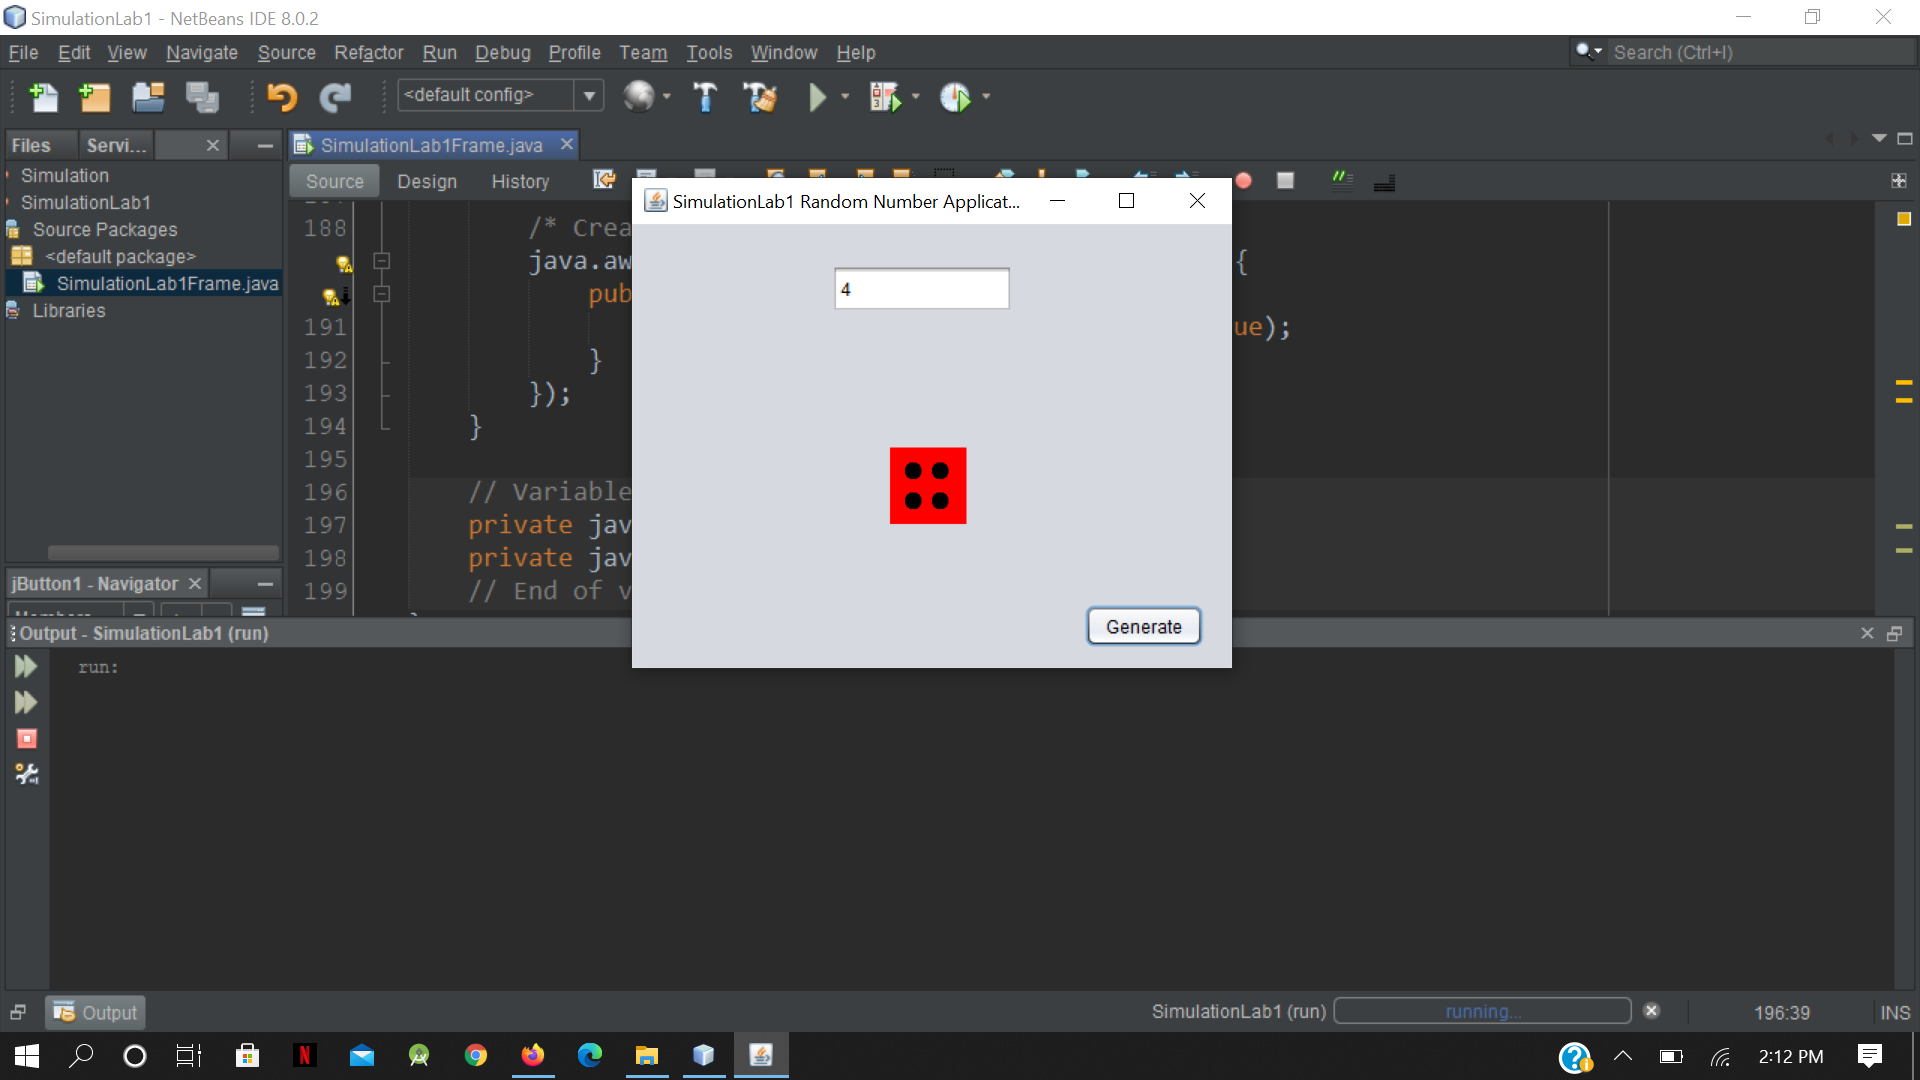 SimulationLab1 - NetBeans IDE 8.0.2
File Edit View Navigate Source Refactor Run Debug Profile Team Tools Window Help
Search (Ctrl+I)
<default config>
Files Servi...
SimulationLab1Frame.java
Simulation
SimulationLab1
Source Packages
<default package>
SimulationLab1Frame.java
Libraries
Source Design History
188 /* Crea
java.aw {
pub
191 ue);
192 }
193 });
194 }
195
196 // Variable
197 private jav
198 private jav
199 // End of v
SimulationLab1 Random Number Applicat...
4
Generate
jButton1 - Navigator
Output - SimulationLab1 (run)
run:
Output
SimulationLab1 (run) running... 196:39 INS
2:12 PM